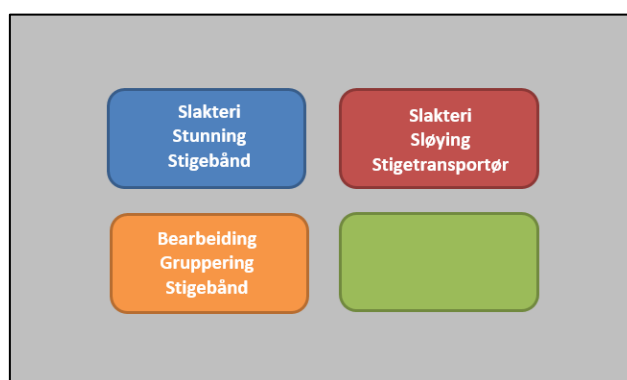 Slakteri
Stunning
Stigebånd
Slakteri
Sløying
Stigetransportør
Bearbeiding
Gruppering
Stigebånd